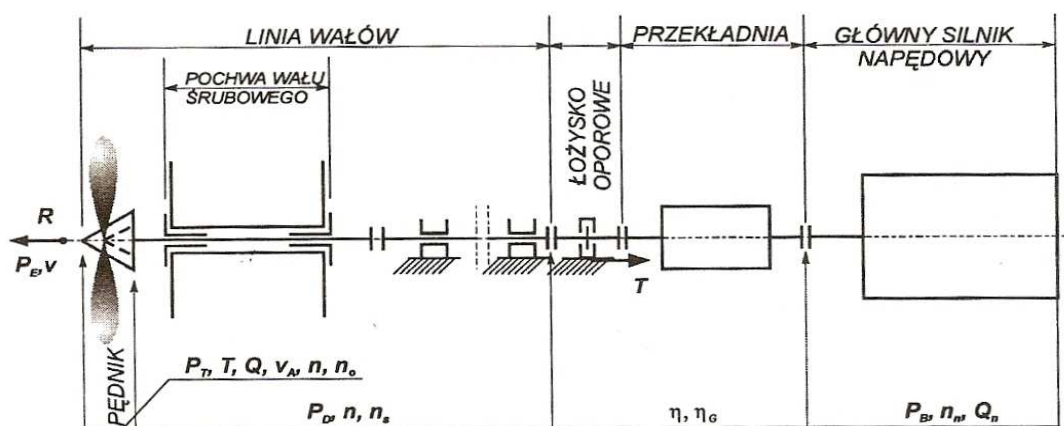 LINIA WAŁÓW
PRZEKŁADNIA
GŁÓWNY SILNIK
NAPĘDOWY
POCHWA WAŁU
ŚRUBOWEGO
ŁOŻYSKO
OPOROWE
R
P_E, v
T
PĘDNIK
P_T, T, Q, v_A, n, n_o
P_D, n, n_s
η, η_G
P_B, n_n, Q_n